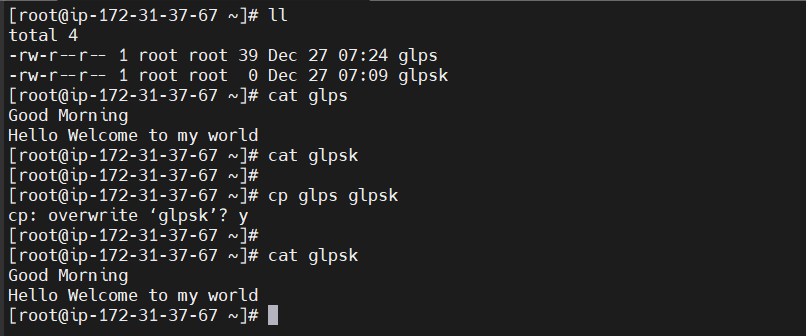 [root@ip-172-31-37-67 ~]# ll
total 4
-rw-r--r-- 1 root root 39 Dec 27 07:24 glps
-rw-r--r-- 1 root root  0 Dec 27 07:09 glpsk
[root@ip-172-31-37-67 ~]# cat glps
Good Morning
Hello Welcome to my world
[root@ip-172-31-37-67 ~]# cat glpsk
[root@ip-172-31-37-67 ~]#
[root@ip-172-31-37-67 ~]# cp glps glpsk
cp: overwrite ‘glpsk’? y
[root@ip-172-31-37-67 ~]#
[root@ip-172-31-37-67 ~]# cat glpsk
Good Morning
Hello Welcome to my world
[root@ip-172-31-37-67 ~]#